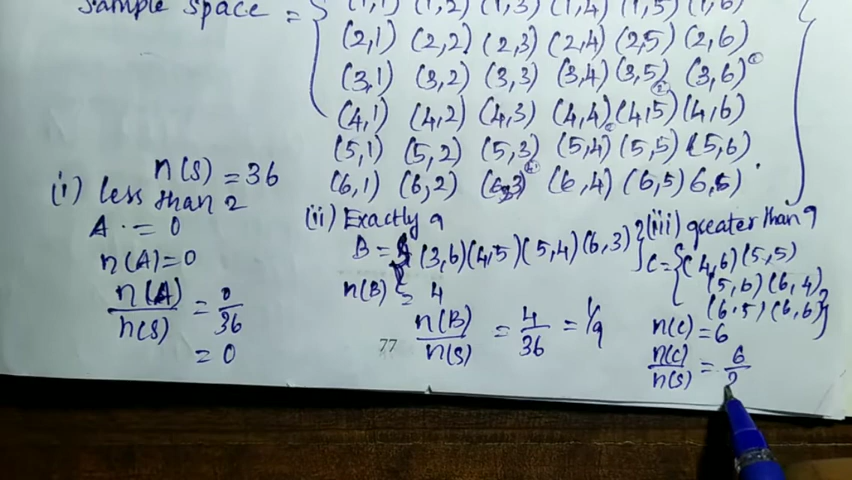 Sample space = { (1,1) (1,2) (1,3) (1,4) (1,5) (1,6)
(2,1) (2,2) (2,3) (2,4) (2,5) (2,6)
(3,1) (3,2) (3,3) (3,4) (3,5) (3,6)
(4,1) (4,2) (4,3) (4,4) (4,5) (4,6)
(5,1) (5,2) (5,3) (5,4) (5,5) (5,6)
(6,1) (6,2) (6,3) (6,4) (6,5) 6,6) }
n(S) = 36
(i) less than 2
A = 0
n(A) = 0
n(A)/n(S) = 0/36
= 0
(ii) Exactly 9
B = { (3,6) (4,5) (5,4) (6,3) }
n(B) = 4
n(B)/n(S) = 4/36 = 1/9
(iii) greater than 9
C = { (4,6) (5,5)
(5,6) (6,4)
(6,5) (6,6) }
n(C) = 6
n(C)/n(S) = 6/
77